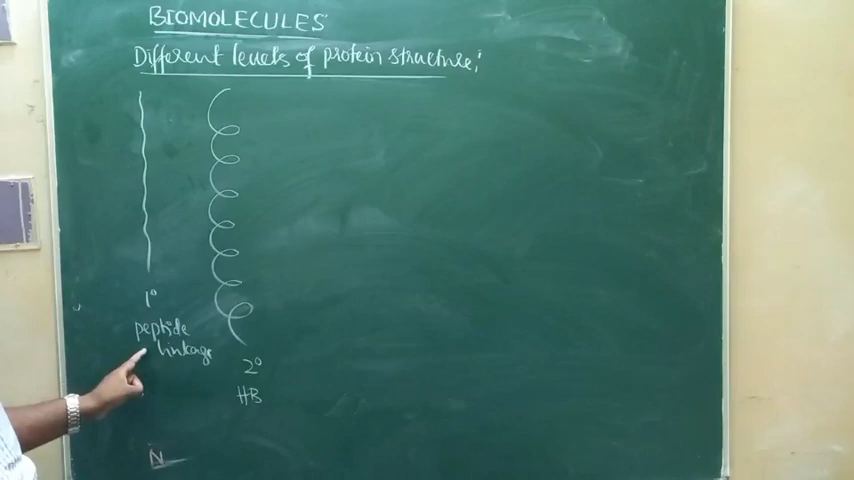 BIOMOLECULES
Different levels of protein structure;
1°
peptide
linkage
2°
HB
N